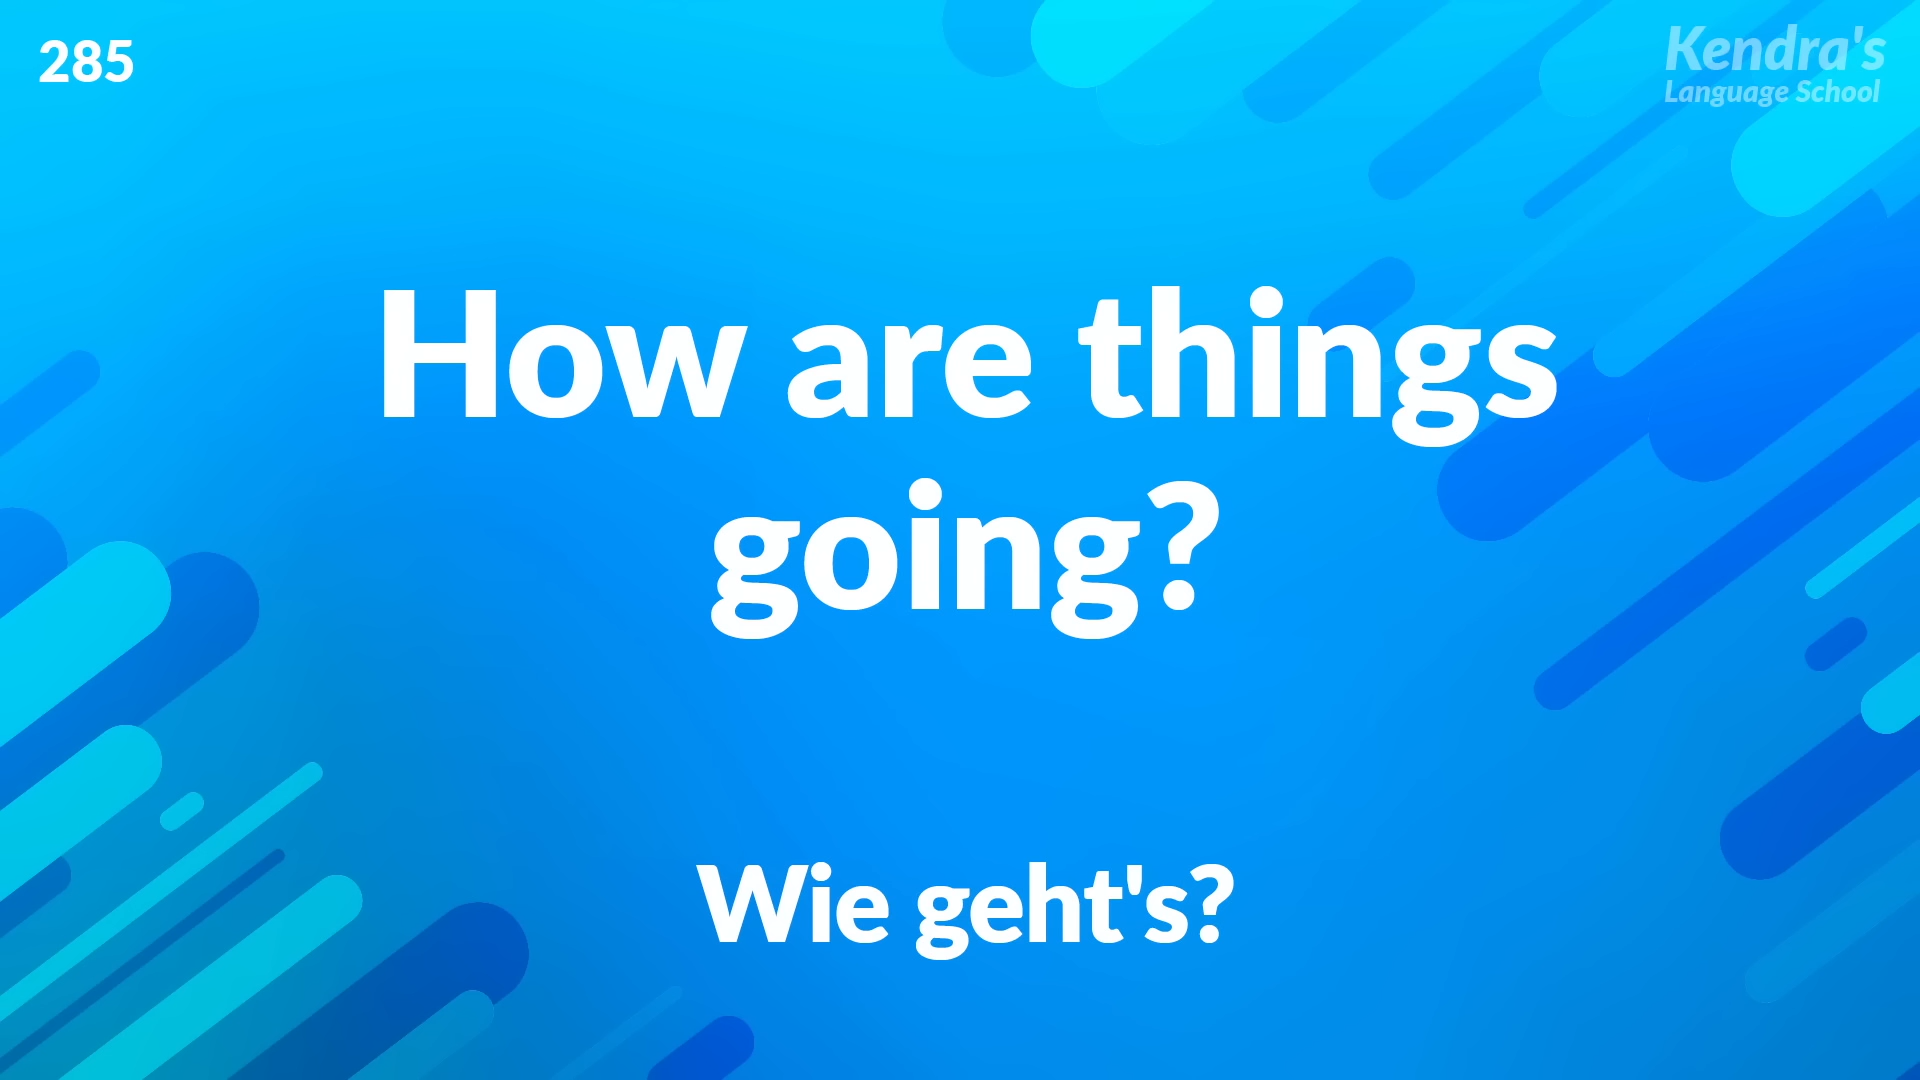 285
Kendra's
Language School
How are things
going?
Wie geht's?